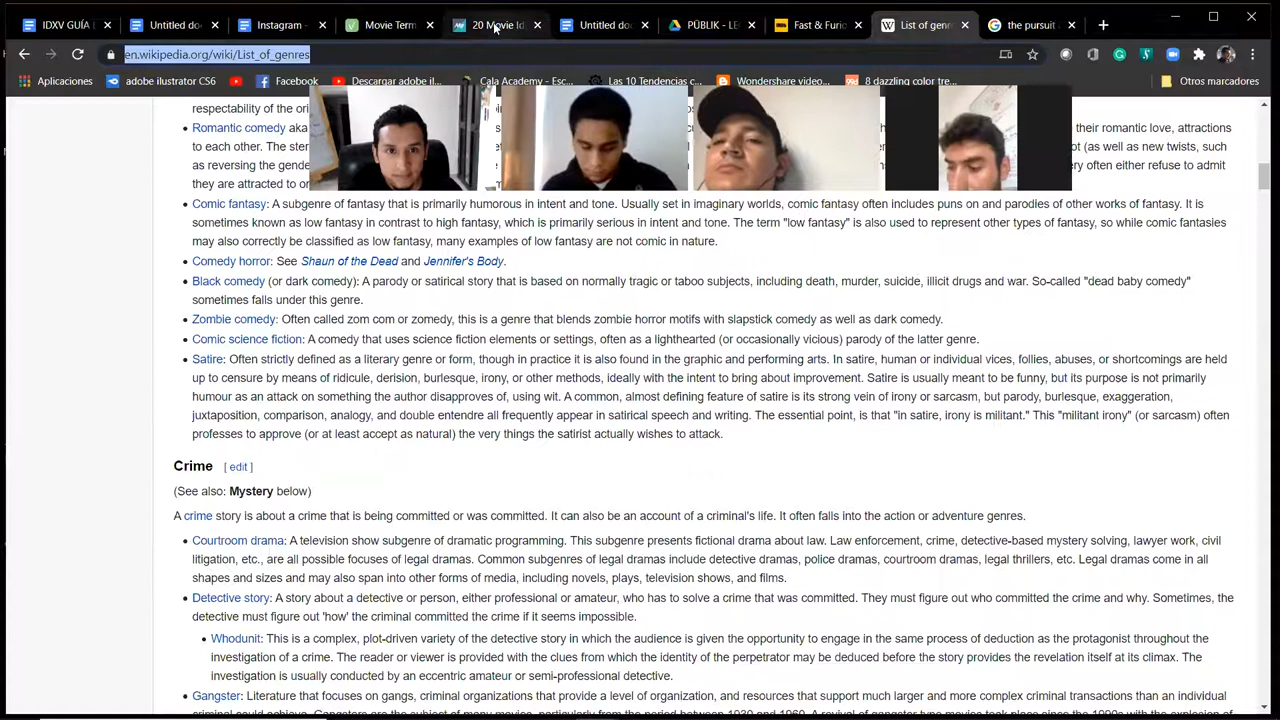 IDXV GUÍA
Untitled do
Instagram -
Movie Term
20 Movie Id
Untitled do
PÜBLIK - LE
Fast & Furio
List of genr
the pursuit
en.wikipedia.org/wiki/List_of_genres
Aplicaciones
adobe ilustrator CS6
Facebook
Descargar adobe il...
Cala Academy - Esc...
Las 10 Tendencias c...
Wondershare video...
99d
8 dazzling color tre...
Otros marcadores
respectability of the ori
Romantic comedy aka
their romantic love, attractions
to each other. The ster
(as well as new twists, such
as reversing the gende
ery often either refuse to admit
they are attracted to or
Comic fantasy: A subgenre of fantasy that is primarily humorous in intent and tone. Usually set in imaginary worlds, comic fantasy often includes puns on and parodies of other works of fantasy. It is
sometimes known as low fantasy in contrast to high fantasy, which is primarily serious in intent and tone. The term "low fantasy" is also used to represent other types of fantasy, so while comic fantasies
may also correctly be classified as low fantasy, many examples of low fantasy are not comic in nature.
Comedy horror: See Shaun of the Dead and Jennifer's Body.
Black comedy (or dark comedy): A parody or satirical story that is based on normally tragic or taboo subjects, including death, murder, suicide, illicit drugs and war. So-called "dead baby comedy"
sometimes falls under this genre.
Zombie comedy: Often called zom com or zomedy, this is a genre that blends zombie horror motifs with slapstick comedy as well as dark comedy.
Comic science fiction: A comedy that uses science fiction elements or settings, often as a lighthearted (or occasionally vicious) parody of the latter genre.
Satire: Often strictly defined as a literary genre or form, though in practice it is also found in the graphic and performing arts. In satire, human or individual vices, follies, abuses, or shortcomings are held
up to censure by means of ridicule, derision, burlesque, irony, or other methods, ideally with the intent to bring about improvement. Satire is usually meant to be funny, but its purpose is not primarily
humour as an attack on something the author disapproves of, using wit. A common, almost defining feature of satire is its strong vein of irony or sarcasm, but parody, burlesque, exaggeration,
juxtaposition, comparison, analogy, and double entendre all frequently appear in satirical speech and writing. The essential point, is that "in satire, irony is militant." This "militant irony" (or sarcasm) often
professes to approve (or at least accept as natural) the very things the satirist actually wishes to attack.
Crime [ edit ]
(See also: Mystery below)
A crime story is about a crime that is being committed or was committed. It can also be an account of a criminal's life. It often falls into the action or adventure genres.
Courtroom drama: A television show subgenre of dramatic programming. This subgenre presents fictional drama about law. Law enforcement, crime, detective-based mystery solving, lawyer work, civil
litigation, etc., are all possible focuses of legal dramas. Common subgenres of legal dramas include detective dramas, police dramas, courtroom dramas, legal thrillers, etc. Legal dramas come in all
shapes and sizes and may also span into other forms of media, including novels, plays, television shows, and films.
Detective story: A story about a detective or person, either professional or amateur, who has to solve a crime that was committed. They must figure out who committed the crime and why. Sometimes, the
detective must figure out 'how' the criminal committed the crime if it seems impossible.
Whodunit: This is a complex, plot-driven variety of the detective story in which the audience is given the opportunity to engage in the same process of deduction as the protagonist throughout the
investigation of a crime. The reader or viewer is provided with the clues from which the identity of the perpetrator may be deduced before the story provides the revelation itself at its climax. The
investigation is usually conducted by an eccentric amateur or semi-professional detective.
Gangster: Literature that focuses on gangs, criminal organizations that provide a level of organization, and resources that support much larger and more complex criminal transactions than an individual